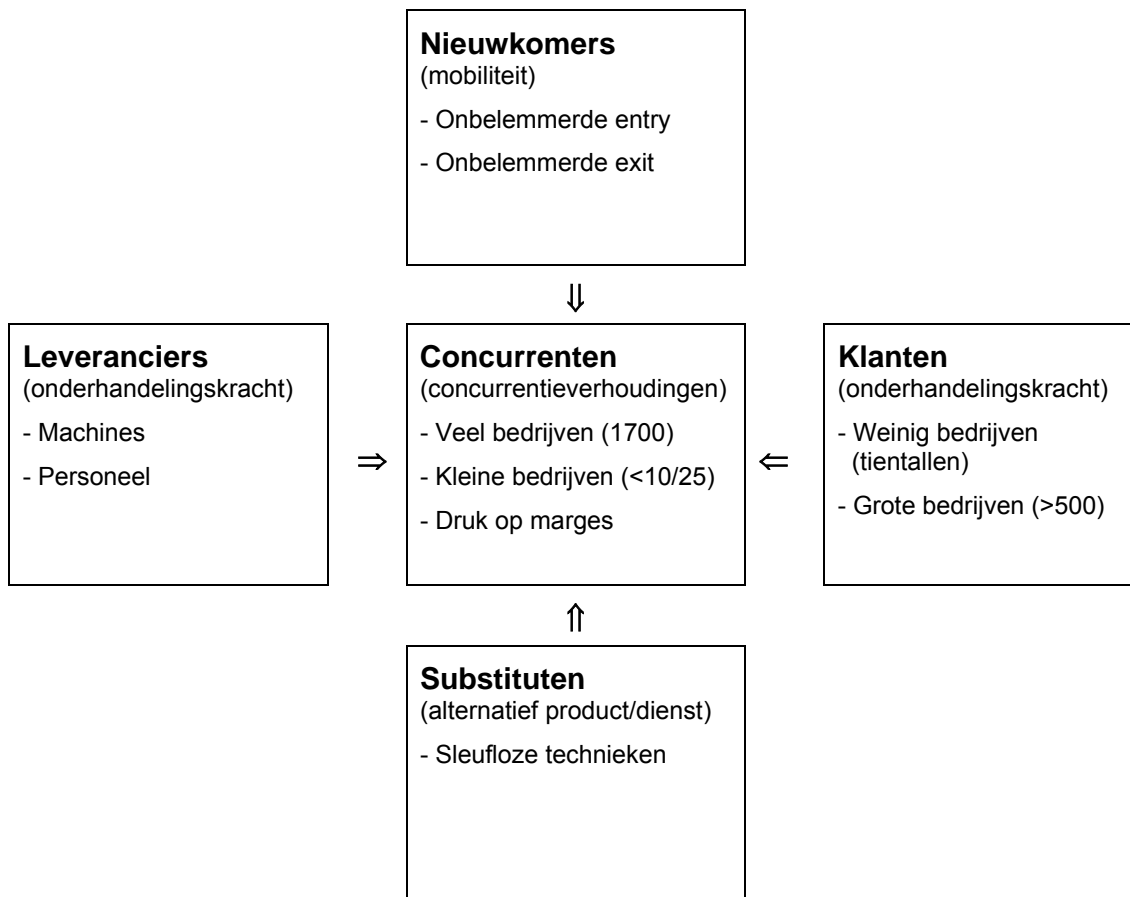 Nieuwkomers
(mobiliteit)
- Onbelemmerde entry
- Onbelemmerde exit
⇓
Leveranciers
(onderhandelingskracht)
- Machines
- Personeel
⇒
Concurrenten
(concurrentieverhoudingen)
- Veel bedrijven (1700)
- Kleine bedrijven (<10/25)
- Druk op marges
⇐
Klanten
(onderhandelingskracht)
- Weinig bedrijven
(tientallen)
- Grote bedrijven (>500)
⇑
Substituten
(alternatief product/dienst)
- Sleufloze technieken